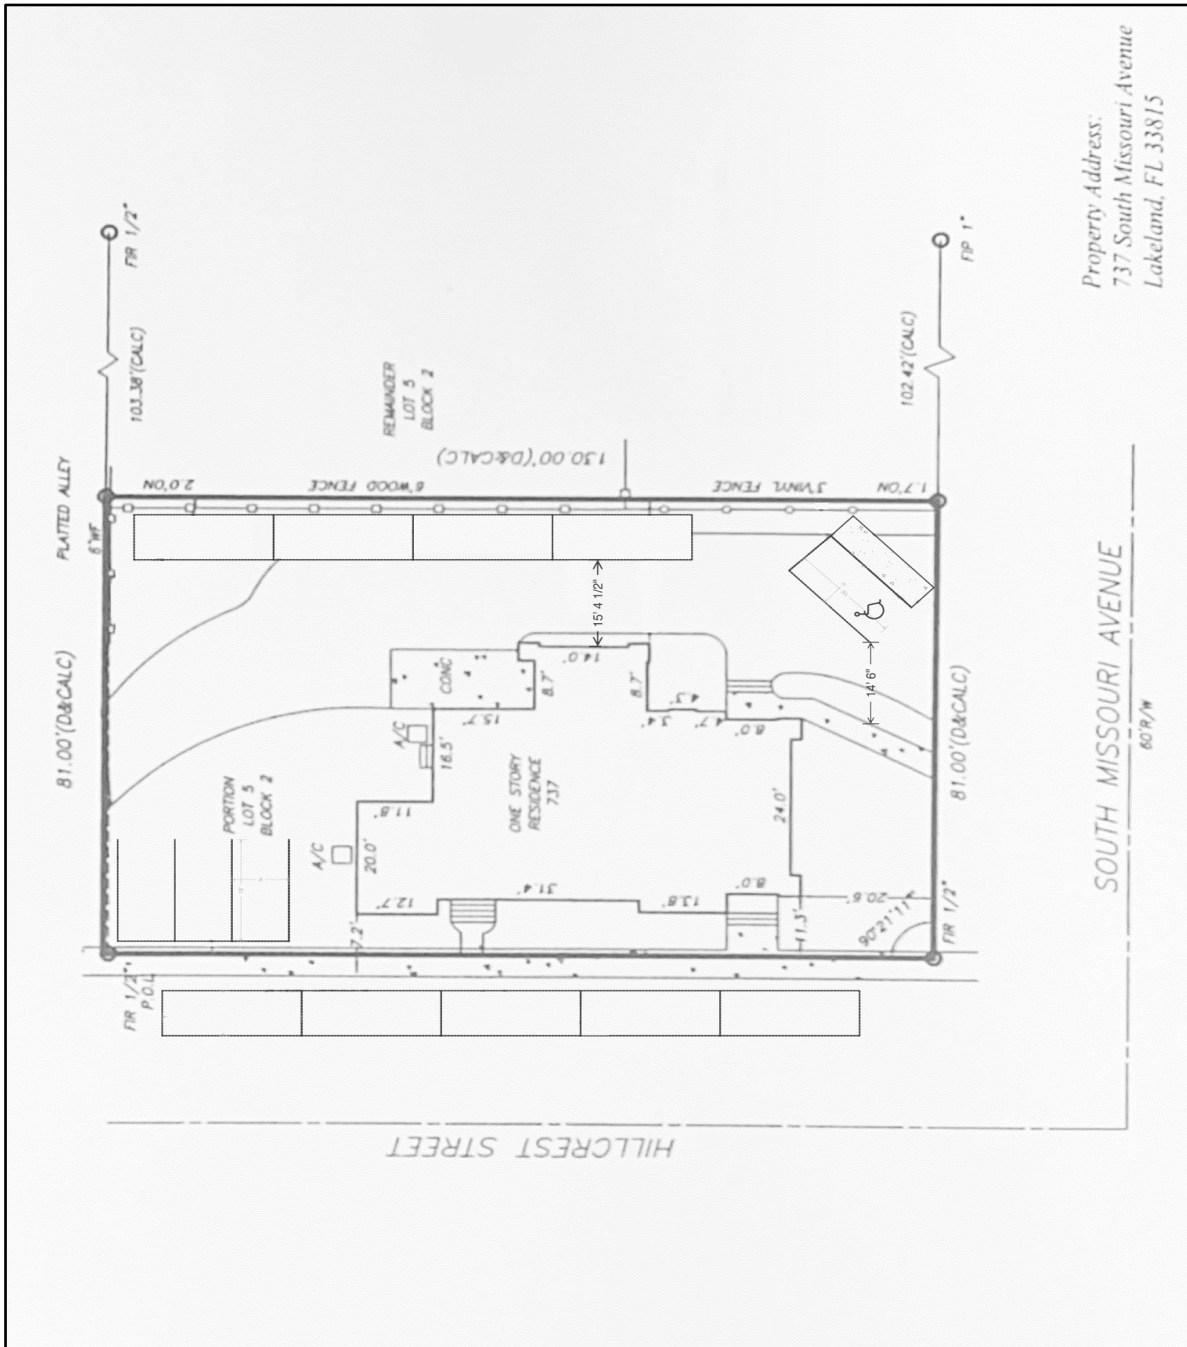 Property Address:
737 South Missouri Avenue
Lakeland, FL 33815
FIR 1/2"
FIP 1"
103.38'(CALC)
102.42'(CALC)
REMAINDER
LOT 5
BLOCK 2
130.00'(D&CALC)
PLATTED ALLEY
6'WF
2.0'ON
6'WOOD FENCE
3'VINYL FENCE
1.7'ON
15' 4 1/2"
14' 6"
81.00'(D&CALC)
81.00'(D&CALC)
SOUTH MISSOURI AVENUE
60'R/W
CONC
14.0'
8.7'
8.7'
15.7'
4.3'
3.4'
4.7'
8.0'
A/C
16.5'
PORTION
LOT 5
BLOCK 2
11.8'
ONE STORY
RESIDENCE
737
24.0'
A/C
20.0'
12.7'
31.4'
13.8'
8.0'
20.6'
7.2'
11.3'
90°21'11"
FIR 1/2"
FIR 1/2"
P.O.L.
HILLCREST STREET